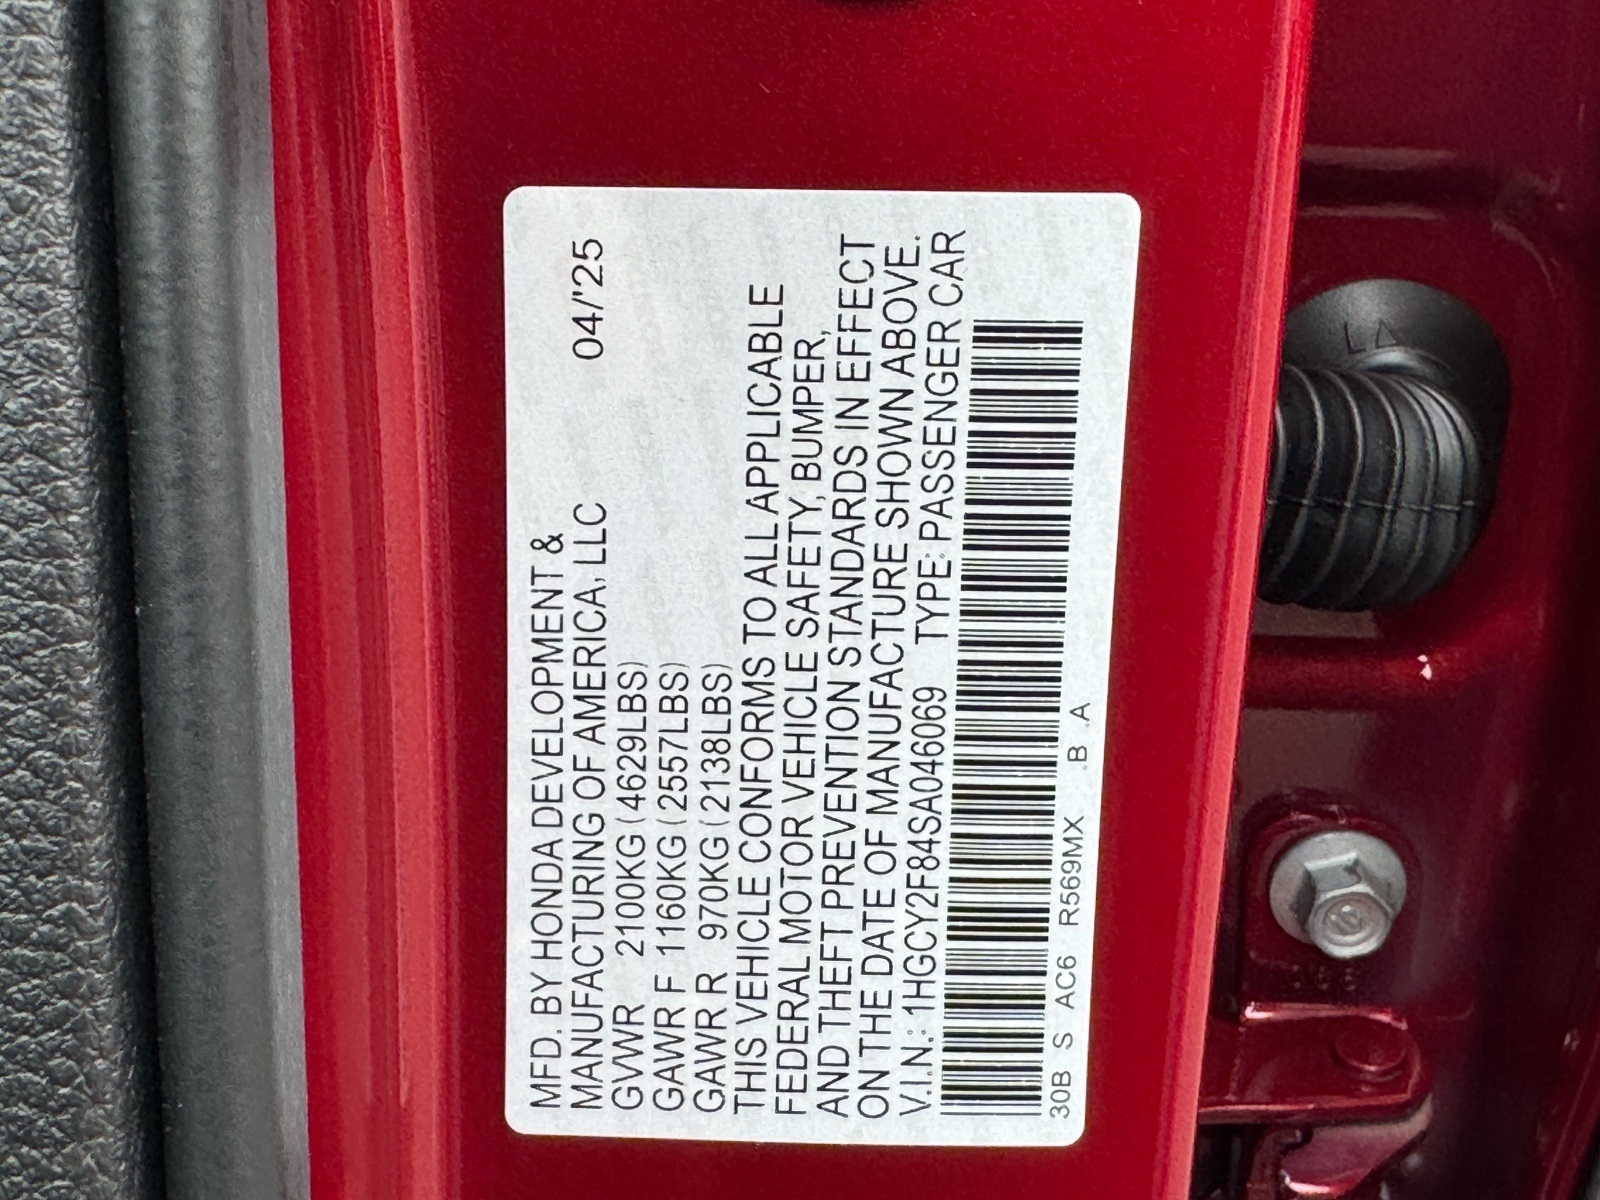 MFD. BY HONDA DEVELOPMENT &
MANUFACTURING OF AMERICA, LLC 04/'25
GVWR 2100KG (4629LBS)
GAWR F 1160KG (2557LBS)
GAWR R 970KG (2138LBS)
THIS VEHICLE CONFORMS TO ALL APPLICABLE
FEDERAL MOTOR VEHICLE SAFETY, BUMPER,
AND THEFT PREVENTION STANDARDS IN EFFECT
ON THE DATE OF MANUFACTURE SHOWN ABOVE.
V.I.N.: 1HGCY2F84SA046069 TYPE: PASSENGER CAR
30B S AC6 R569MX .B .A